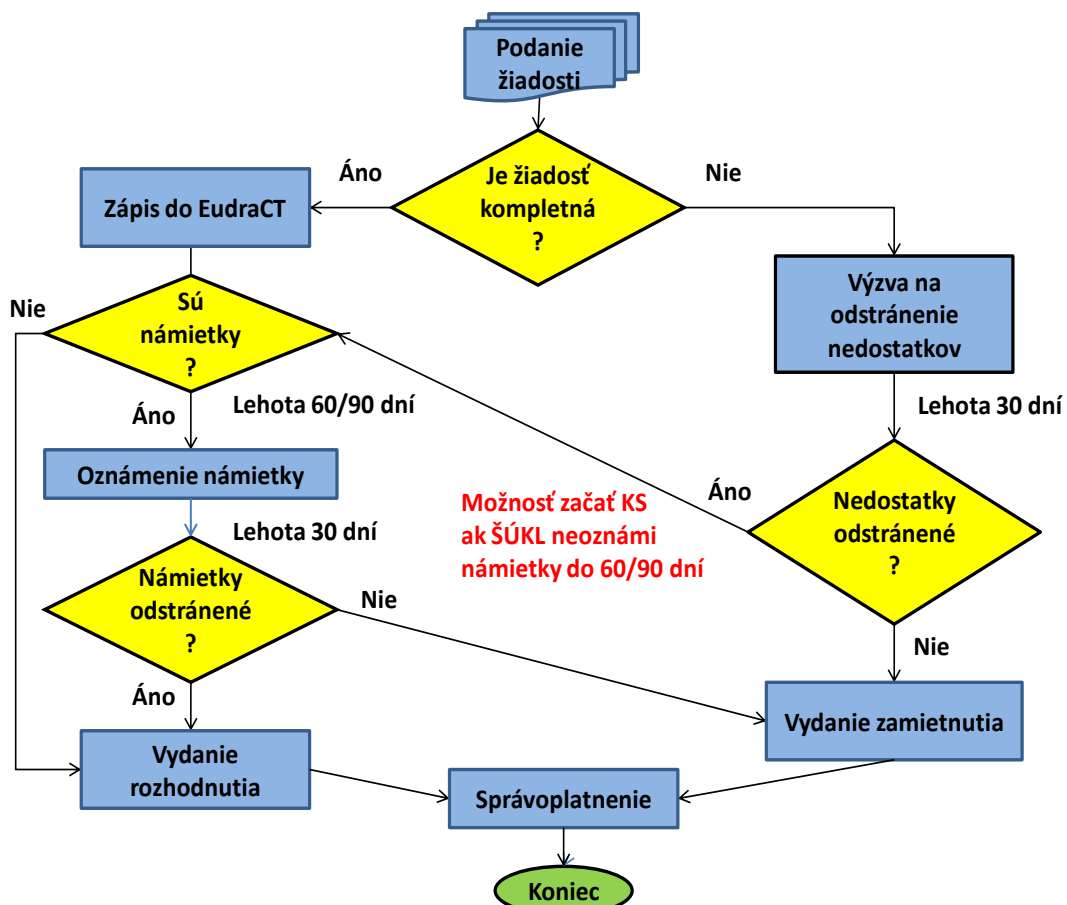 Podanie
žiadosti
Áno
Je žiadosť
kompletná
?
Nie
Zápis do EudraCT
Nie
Sú
námietky
?
Výzva na
odstránenie
nedostatkov
Áno
Lehota 60/90 dní
Lehota 30 dní
Oznámenie námietky
Áno
Nedostatky
odstránené
?
Možnosť začať KS
ak ŠÚKL neoznámi
námietky do 60/90 dní
Lehota 30 dní
Námietky
odstránené
?
Nie
Nie
Áno
Vydanie zamietnutia
Vydanie
rozhodnutia
Správoplatnenie
Koniec